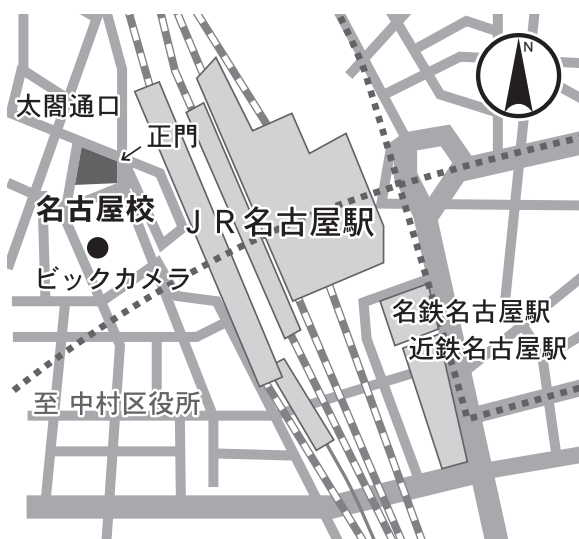 N
太閤通口
正門
名古屋校
ＪＲ名古屋駅
ビックカメラ
名鉄名古屋駅
近鉄名古屋駅
至 中村区役所